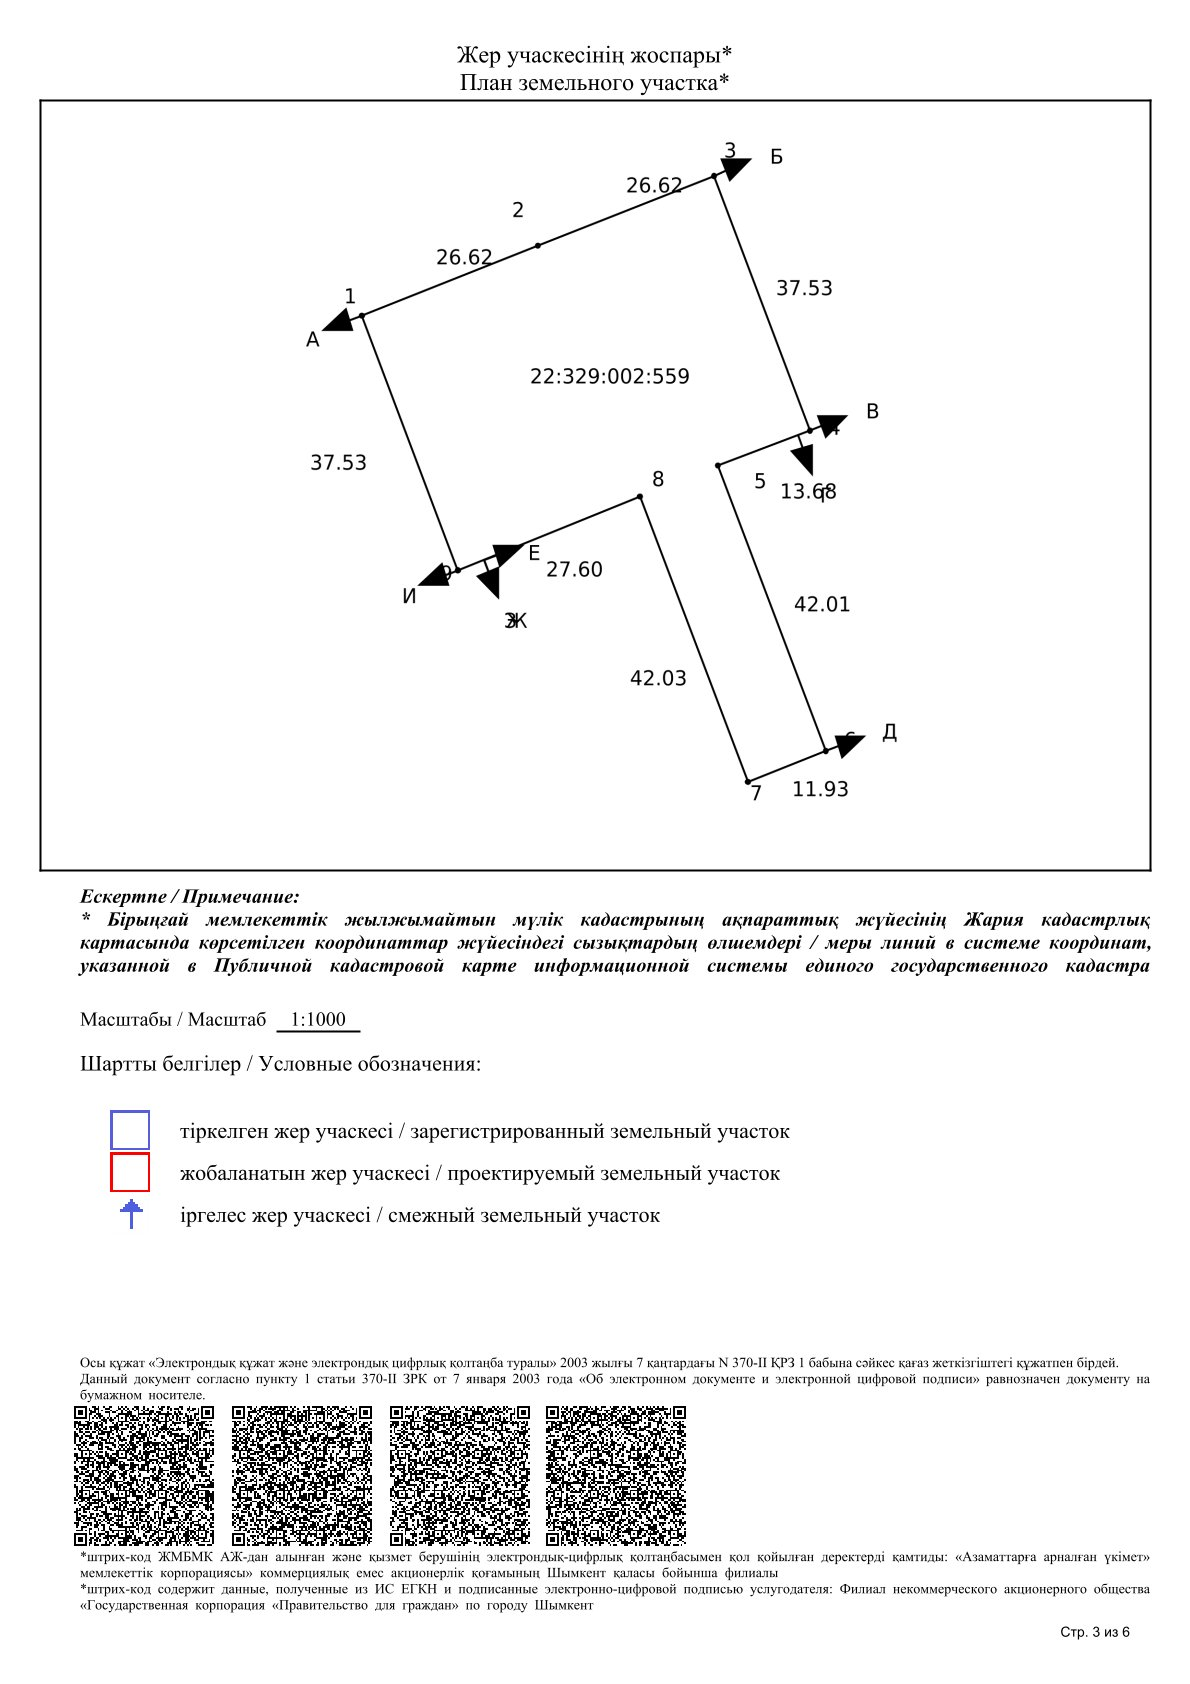 Жер учаскесінің жоспары*
План земельного участка*
3
Б
26.62
2
26.62
37.53
1
А
22:329:002:559
В
4
37.53
8
5
13.68
Г
Е
9
27.60
И
Ж
42.01
42.03
Д
6
11.93
7
Ескертпе / Примечание:
* Бірыңғай мемлекеттік жылжымайтын мүлік кадастрының ақпараттық жүйесінің Жария кадастрлық
картасында көрсетілген координаттар жүйесіндегі сызықтардың өлшемдері / меры линий в системе координат,
указанной в Публичной кадастровой карте информационной системы единого государственного кадастра
Масштабы / Масштаб 1:1000
Шартты белгілер / Условные обозначения:
тіркелген жер учаскесі / зарегистрированный земельный участок
жобаланатын жер учаскесі / проектируемый земельный участок
іргелес жер учаскесі / смежный земельный участок
Осы құжат «Электрондық құжат және электрондық цифрлық қолтаңба туралы» 2003 жылғы 7 қаңтардағы N 370-II ҚРЗ 1 бабына сәйкес қағаз жеткізгіштегі құжатпен бірдей.
Данный документ согласно пункту 1 статьи 370-II ЗРК от 7 января 2003 года «Об электронном документе и электронной цифровой подписи» равнозначен документу на
бумажном носителе.
*штрих-код ЖМБМК АЖ-дан алынған және қызмет берушінің электрондық-цифрлық қолтаңбасымен қол қойылған деректерді қамтиды: «Азаматтарға арналған үкімет»
мемлекеттік корпорациясы» коммерциялық емес акционерлік қоғамының Шымкент қаласы бойынша филиалы
*штрих-код содержит данные, полученные из ИС ЕГКН и подписанные электронно-цифровой подписью услугодателя: Филиал некоммерческого акционерного общества
«Государственная корпорация «Правительство для граждан» по городу Шымкент
Стр. 3 из 6